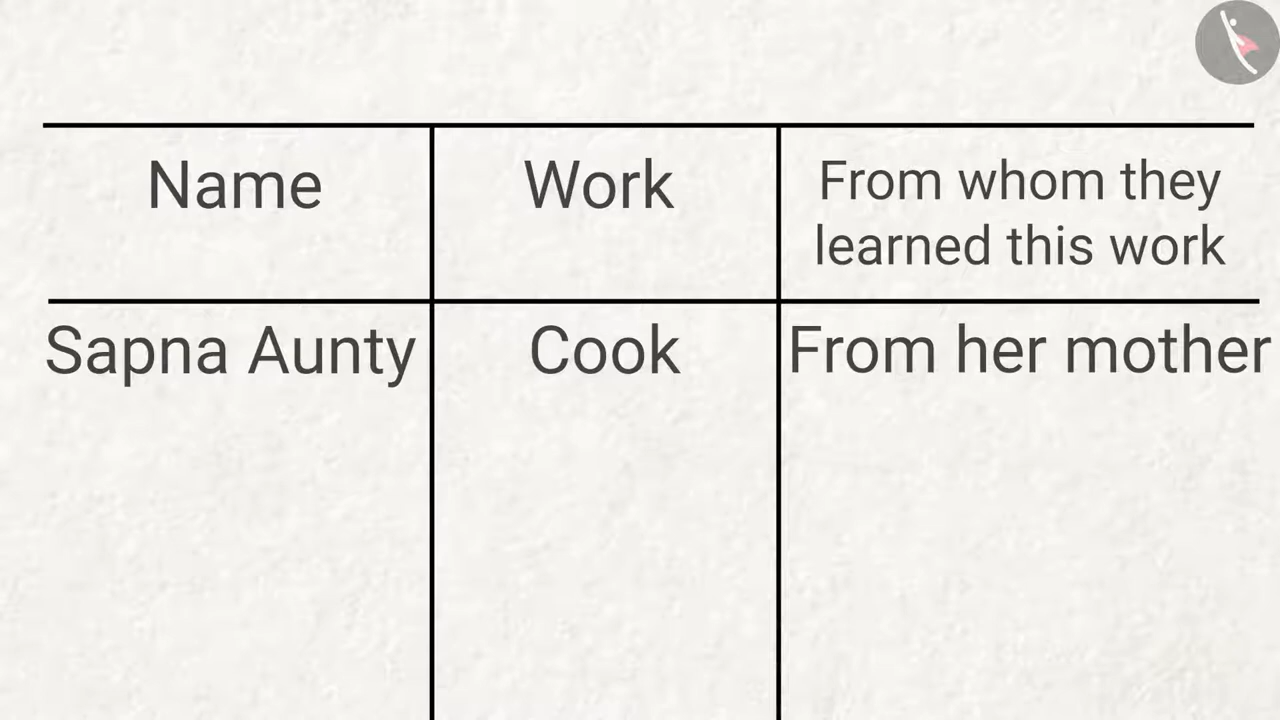 Name
Work
From whom they
learned this work
Sapna Aunty
Cook
From her mother